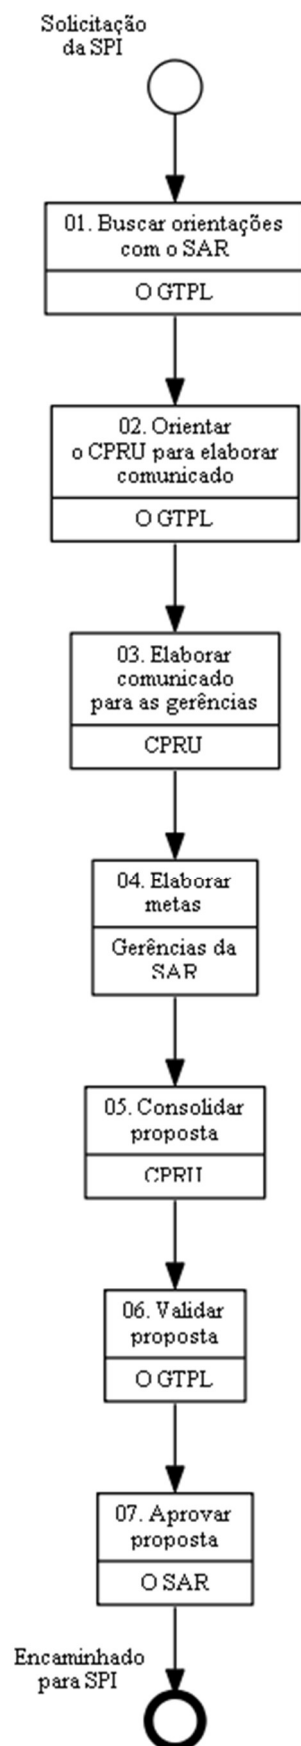 Solicitação
da SPI
01. Buscar orientações
com o SAR
O GTPL
02. Orientar
o CPRU para elaborar
comunicado
O GTPL
03. Elaborar
comunicado
para as gerências
CPRU
04. Elaborar
metas
Gerências da
SAR
05. Consolidar
proposta
CPRU
06. Validar
proposta
O GTPL
07. Aprovar
proposta
O SAR
Encaminhado
para SPI